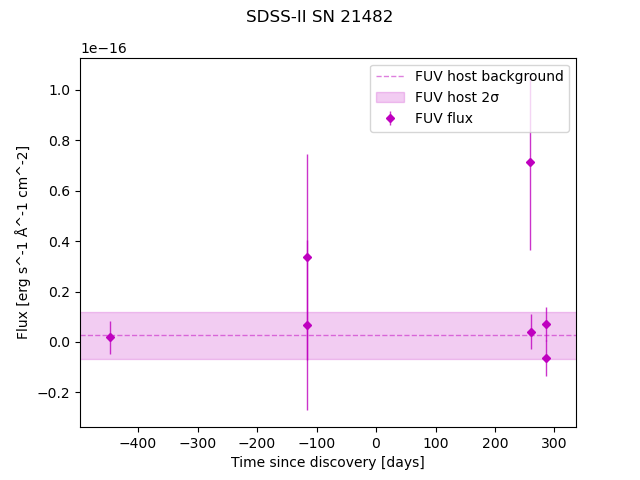 SDSS-II SN 21482
1e−16
FUV host background
FUV host 2σ
FUV flux
1.0
0.8
0.6
0.4
0.2
0.0
−0.2
Flux [erg s^-1 Å^-1 cm^-2]
−400 −300 −200 −100 0 100 200 300
Time since discovery [days]